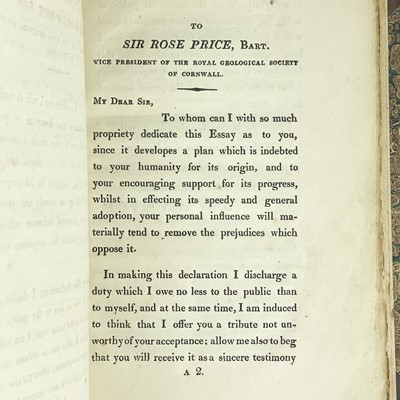 TO
SIR ROSE PRICE, BART.
VICE PRESIDENT OF THE ROYAL GEOLOGICAL SOCIETY
OF CORNWALL.
MY DEAR SIR,
To whom can I with so much
propriety dedicate this Essay as to you,
since it developes a plan which is indebted
to your humanity for its origin, and to
your encouraging support for its progress,
whilst in effecting its speedy and general
adoption, your personal influence will ma-
terially tend to remove the prejudices which
oppose it.
In making this declaration I discharge a
duty which I owe no less to the public than
to myself, and at the same time, I am induced
to think that I offer you a tribute not un-
worthy of your acceptance; allow me also to beg
that you will receive it as a sincere testimony
A 2.